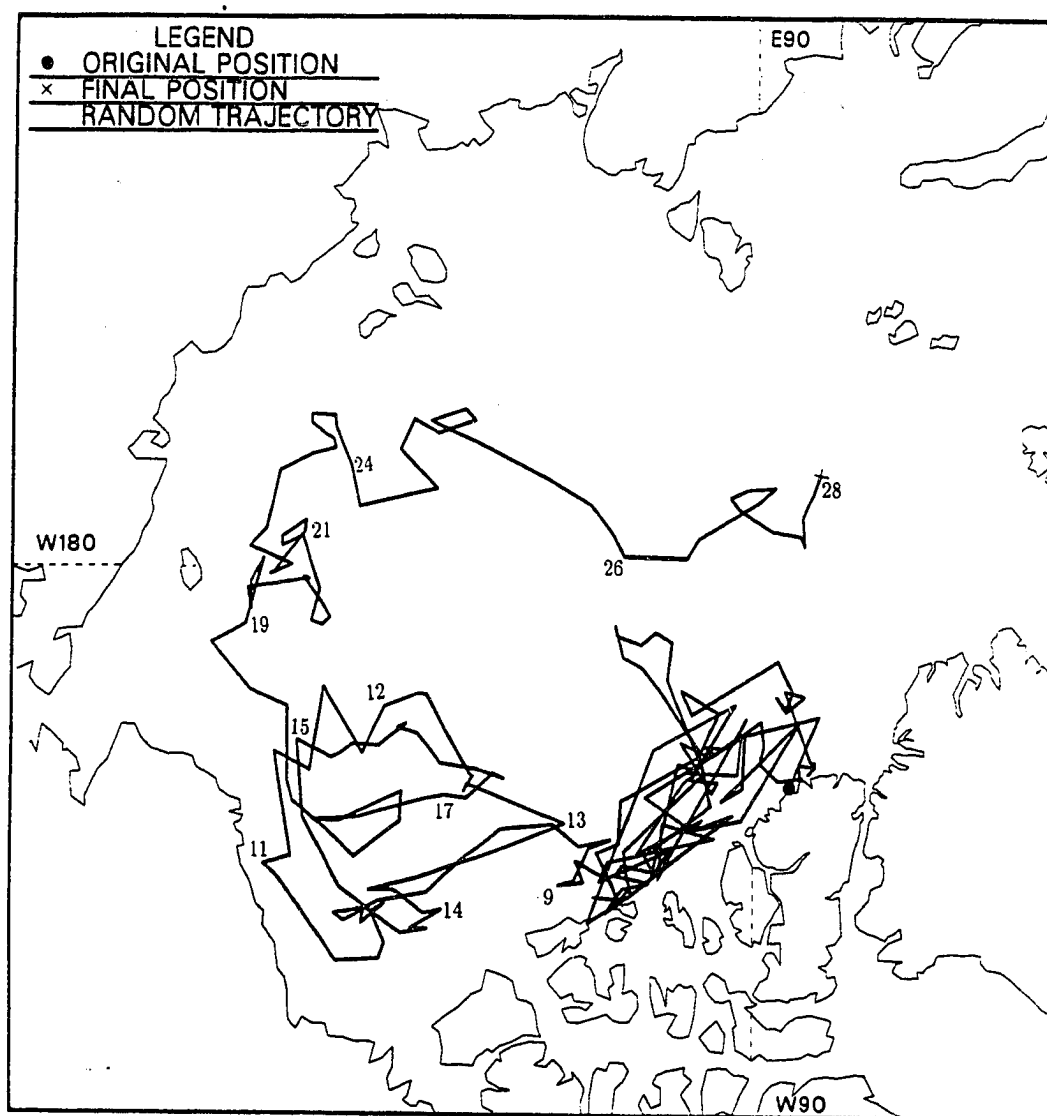 LEGEND
● ORIGINAL POSITION
× FINAL POSITION
RANDOM TRAJECTORY
E90
24
28
21
W180
26
19
12
15
17
13
11
9
14
W90